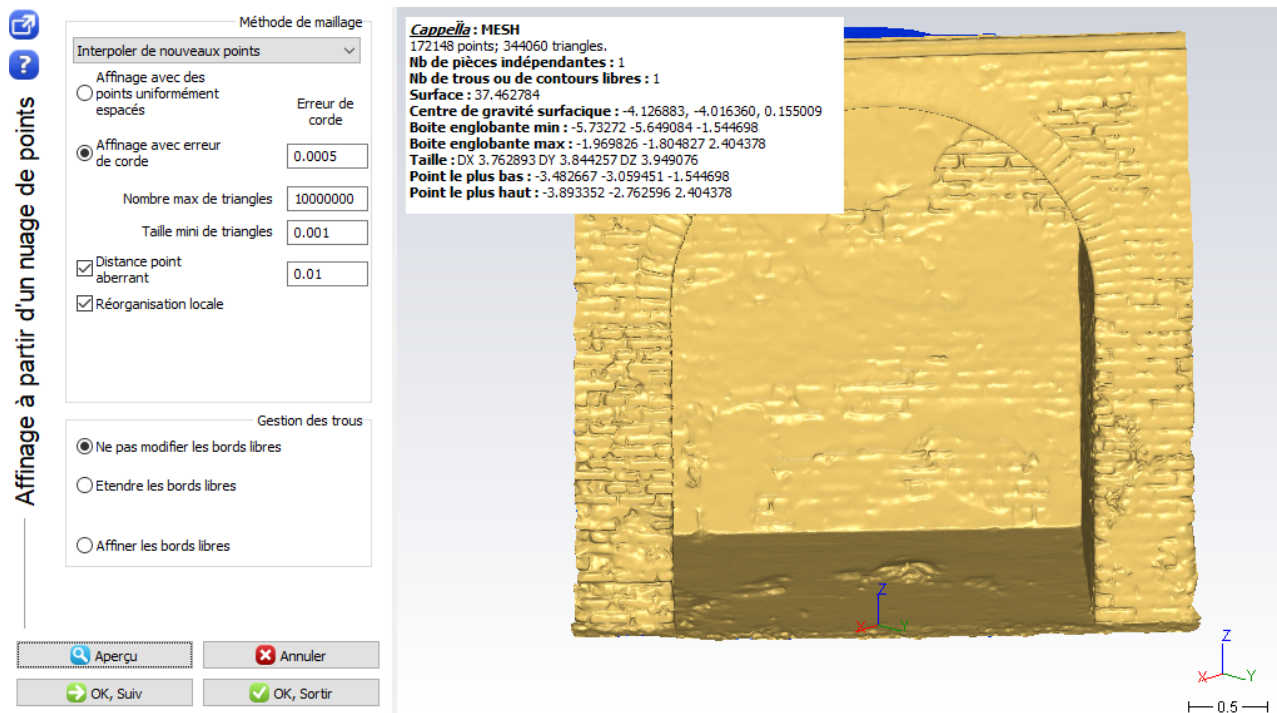 Affinage à partir d'un nuage de points
Méthode de maillage
Interpoler de nouveaux points
Affinage avec des
points uniformément
espacés
Erreur de
corde
Affinage avec erreur
de corde
0.0005
Nombre max de triangles
10000000
Taille mini de triangles
0.001
Distance point
aberrant
0.01
Réorganisation locale
Gestion des trous
Ne pas modifier les bords libres
Etendre les bords libres
Affiner les bords libres
Aperçu
Annuler
OK, Suiv
OK, Sortir
Cappella : MESH
172148 points; 344060 triangles.
Nb de pièces indépendantes : 1
Nb de trous ou de contours libres : 1
Surface : 37.462784
Centre de gravité surfacique : -4.126883, -4.016360, 0.155009
Boite englobante min : -5.73272 -5.649084 -1.544698
Boite englobante max : -1.969826 -1.804827 2.404378
Taille : DX 3.762893 DY 3.844257 DZ 3.949076
Point le plus bas : -3.482667 -3.059451 -1.544698
Point le plus haut : -3.893352 -2.762596 2.404378
Z
X
Y
Z
X
Y
0.5